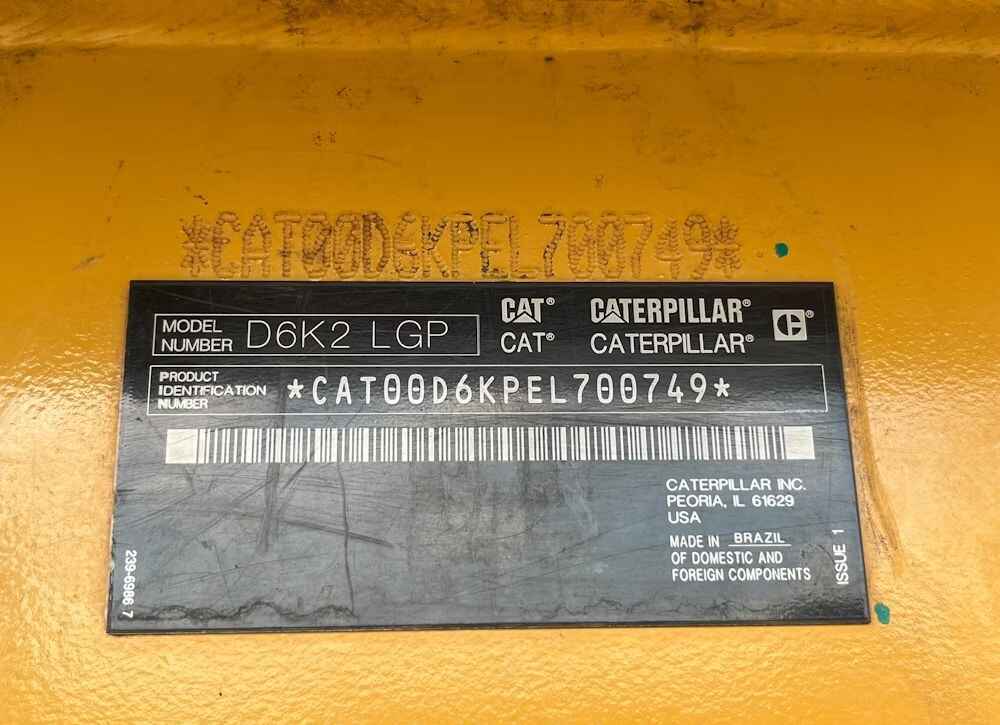 *CAT00D6KPEL700749*
CAT® CATERPILLAR®
MODEL NUMBER D6K2 LGP
CAT® CATERPILLAR®
PRODUCT
IDENTIFICATION
NUMBER
*CAT00D6KPEL700749*
CATERPILLAR INC.
PEORIA, IL 61629
USA
MADE IN BRAZIL
OF DOMESTIC AND
FOREIGN COMPONENTS
ISSUE 1
239-6986 7